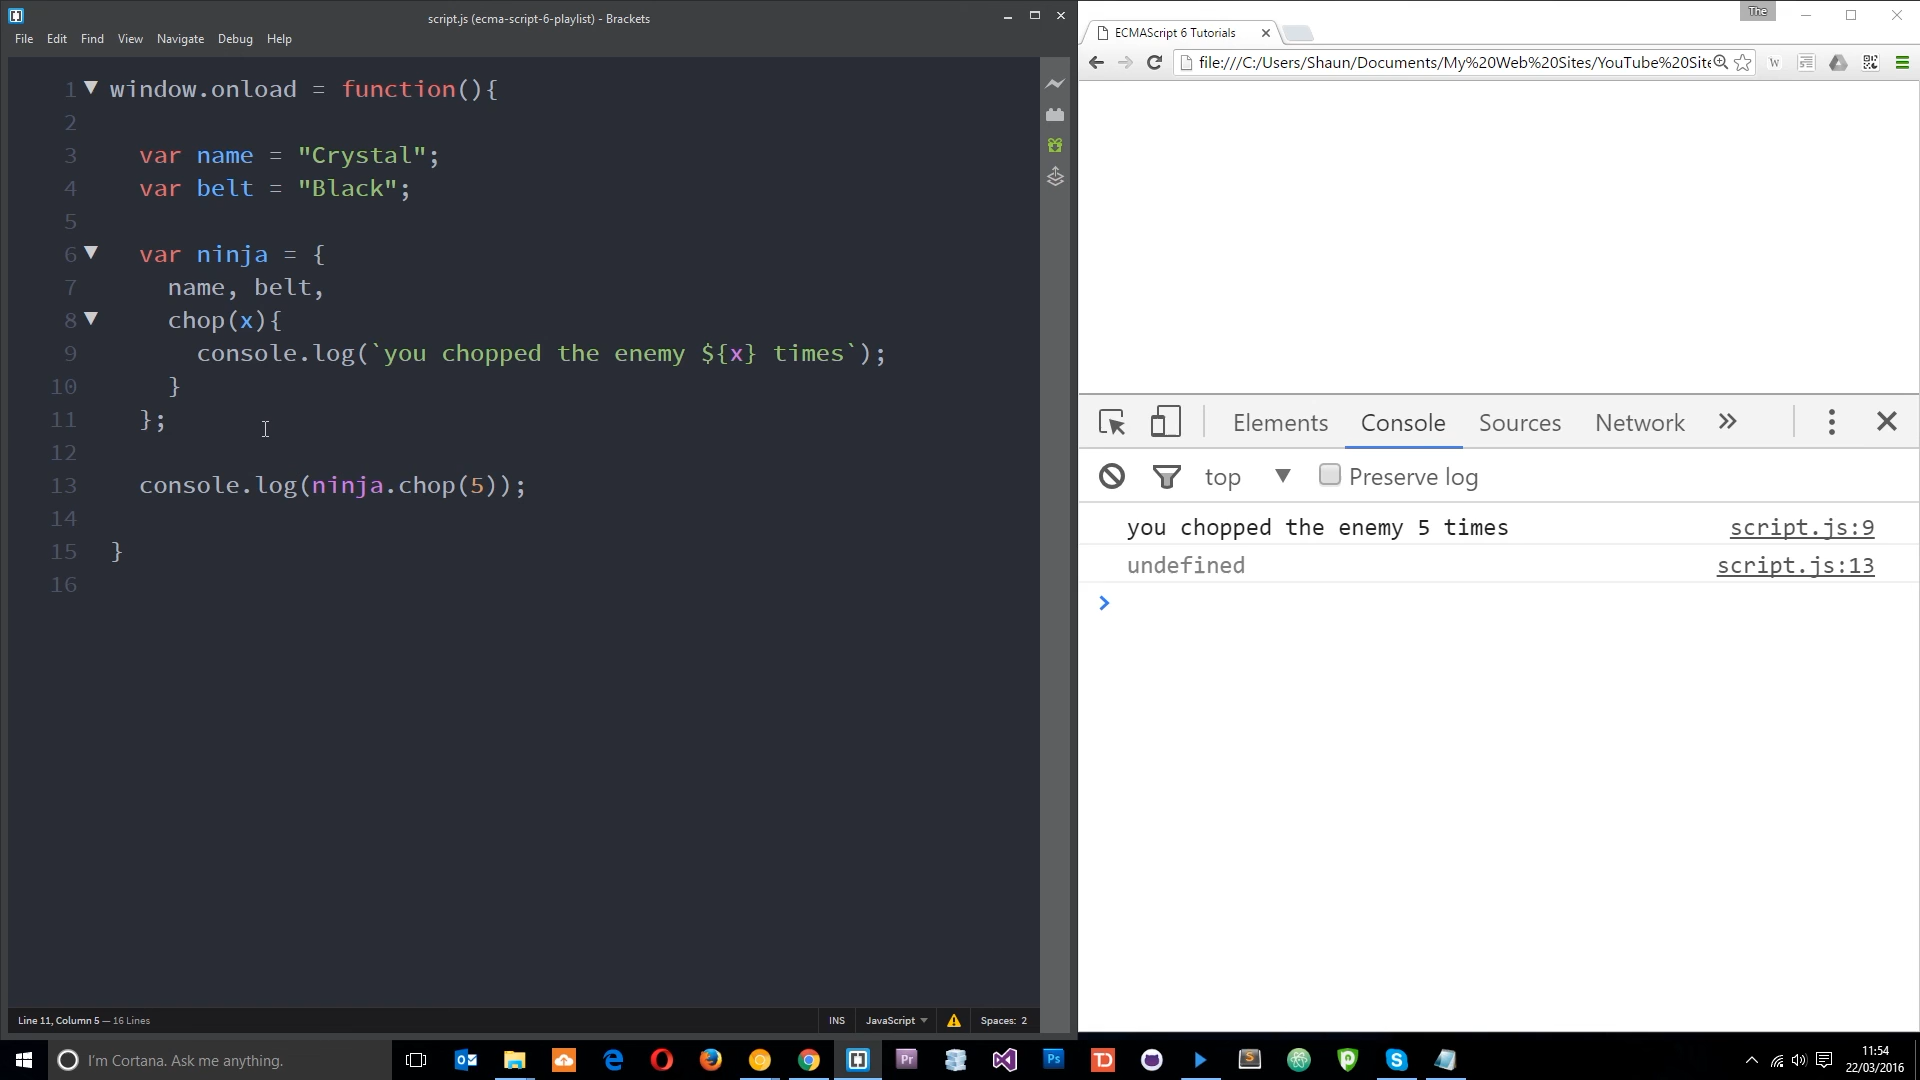 script.js (ecma-script-6-playlist) - Brackets
File Edit Find View Navigate Debug Help
1 window.onload = function(){
2
3 var name = "Crystal";
4 var belt = "Black";
5
6 var ninja = {
7 name, belt,
8 chop(x){
9 console.log(`you chopped the enemy ${x} times`);
10 }
11 };
12
13 console.log(ninja.chop(5));
14
15 }
16
Line 11, Column 5 — 16 Lines
INS JavaScript Spaces: 2
The
ECMAScript 6 Tutorials
file:///C:/Users/Shaun/Documents/My%20Web%20Sites/YouTube%20Site
Elements Console Sources Network »
top Preserve log
you chopped the enemy 5 times script.js:9
undefined script.js:13
>
I'm Cortana. Ask me anything.
Pr
Ps
TD
S
11:54
22/03/2016